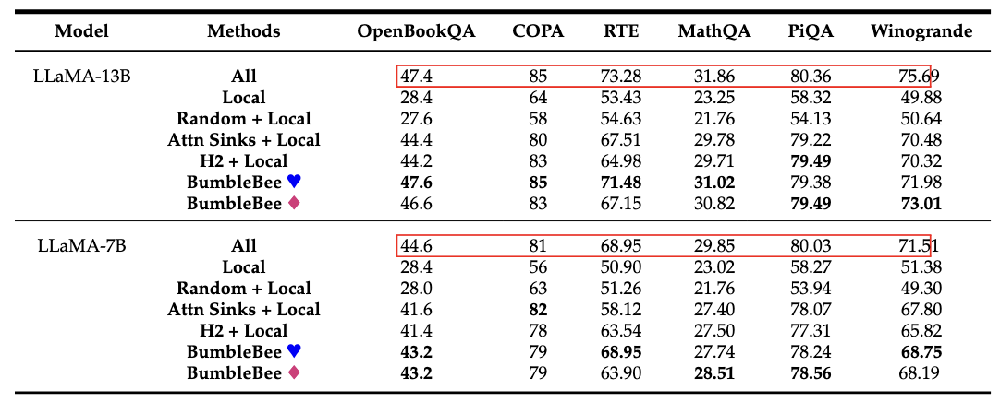 Model Methods OpenBookQA COPA RTE MathQA PiQA Winogrande
LLaMA-13B All 47.4 85 73.28 31.86 80.36 75.69
Local 28.4 64 53.43 23.25 58.32 49.88
Random + Local 27.6 58 54.63 21.76 54.13 50.64
Attn Sinks + Local 44.4 80 67.51 29.78 79.22 70.48
H2 + Local 44.2 83 64.98 29.71 79.49 70.32
BumbleBee ♥ 47.6 85 71.48 31.02 79.38 71.98
BumbleBee ♦ 46.6 83 67.15 30.82 79.49 73.01
LLaMA-7B All 44.6 81 68.95 29.85 80.03 71.51
Local 28.4 56 50.90 23.02 58.27 51.38
Random + Local 28.0 63 51.26 21.76 53.94 49.30
Attn Sinks + Local 41.6 82 58.12 27.40 78.07 67.80
H2 + Local 41.4 78 63.54 27.50 77.31 65.82
BumbleBee ♥ 43.2 79 68.95 27.74 78.24 68.75
BumbleBee ♦ 43.2 79 63.90 28.51 78.56 68.19